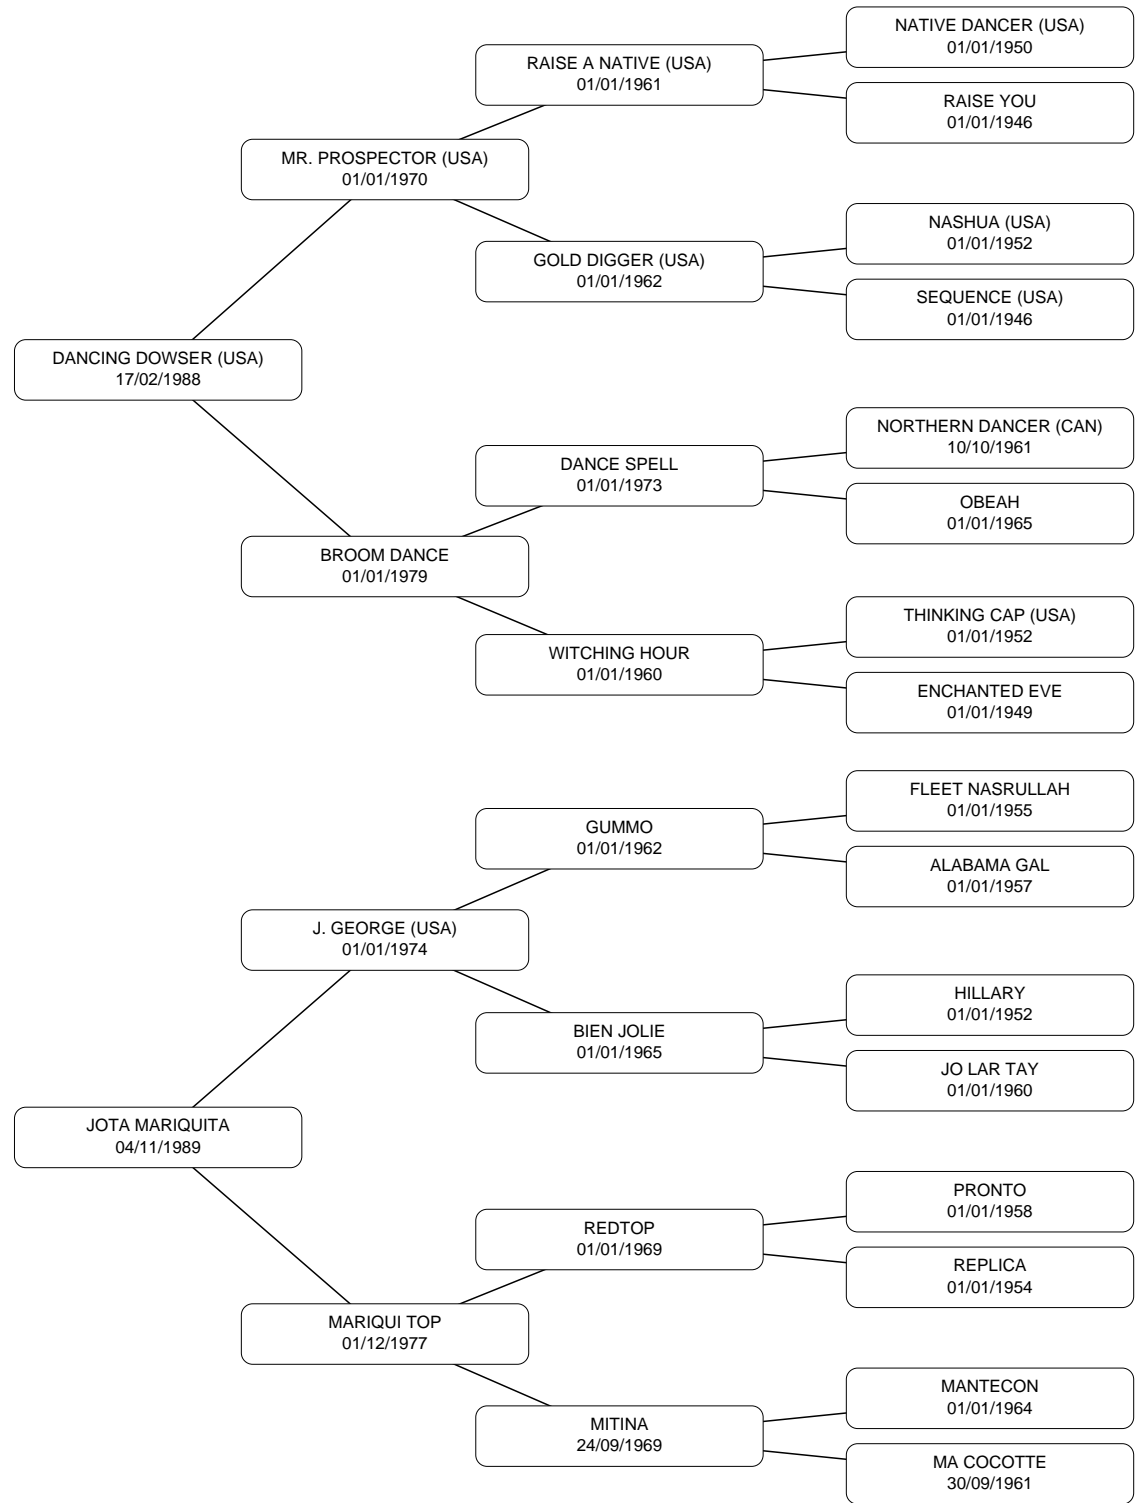 NATIVE DANCER (USA)
01/01/1950
RAISE A NATIVE (USA)
01/01/1961
RAISE YOU
01/01/1946
MR. PROSPECTOR (USA)
01/01/1970
NASHUA (USA)
01/01/1952
GOLD DIGGER (USA)
01/01/1962
SEQUENCE (USA)
01/01/1946
DANCING DOWSER (USA)
17/02/1988
NORTHERN DANCER (CAN)
10/10/1961
DANCE SPELL
01/01/1973
OBEAH
01/01/1965
BROOM DANCE
01/01/1979
THINKING CAP (USA)
01/01/1952
WITCHING HOUR
01/01/1960
ENCHANTED EVE
01/01/1949
FLEET NASRULLAH
01/01/1955
GUMMO
01/01/1962
ALABAMA GAL
01/01/1957
J. GEORGE (USA)
01/01/1974
HILLARY
01/01/1952
BIEN JOLIE
01/01/1965
JO LAR TAY
01/01/1960
JOTA MARIQUITA
04/11/1989
PRONTO
01/01/1958
REDTOP
01/01/1969
REPLICA
01/01/1954
MARIQUI TOP
01/12/1977
MANTECON
01/01/1964
MITINA
24/09/1969
MA COCOTTE
30/09/1961